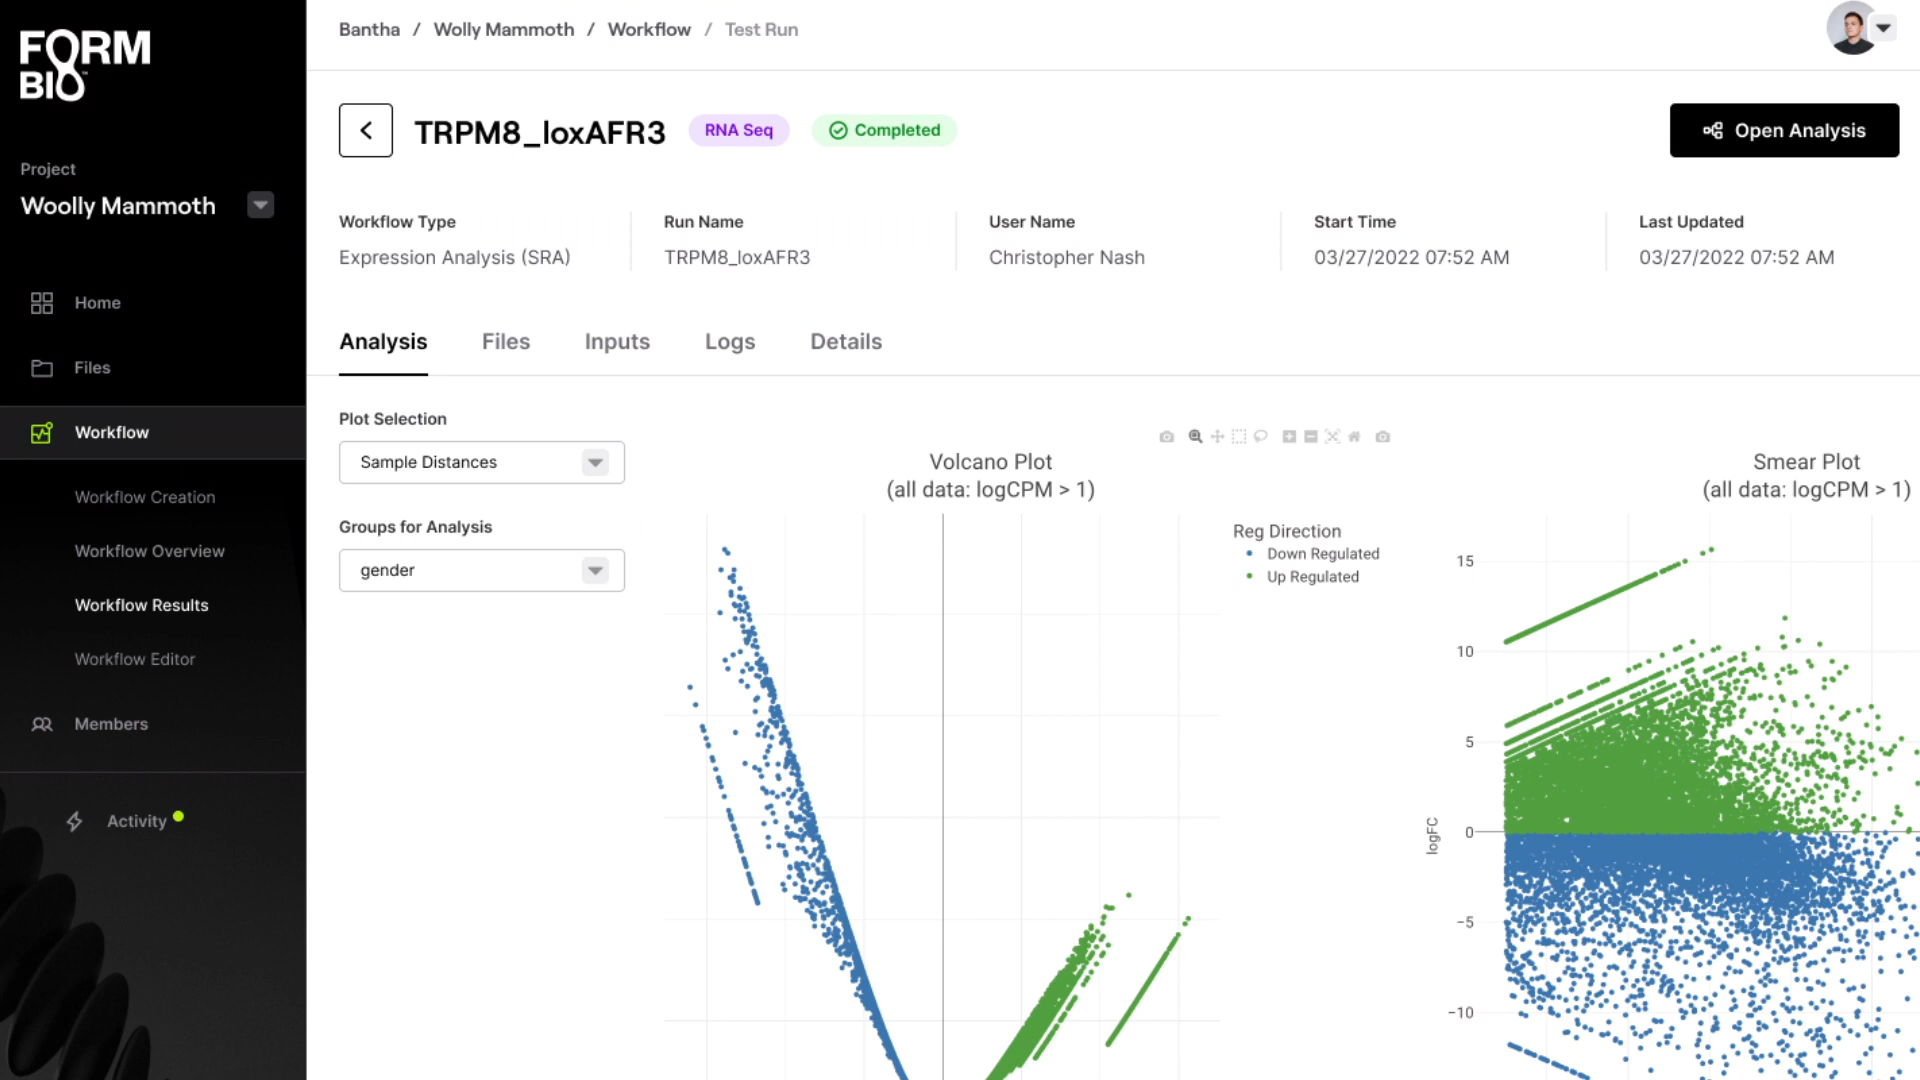 FORM
BIO™
Project
Woolly Mammoth
Home
Files
Workflow
Workflow Creation
Workflow Overview
Workflow Results
Workflow Editor
Members
Activity
Bantha / Wolly Mammoth / Workflow / Test Run
TRPM8_loxAFR3 RNA Seq Completed
Open Analysis
Workflow Type
Expression Analysis (SRA)
Run Name
TRPM8_loxAFR3
User Name
Christopher Nash
Start Time
03/27/2022 07:52 AM
Last Updated
03/27/2022 07:52 AM
Analysis Files Inputs Logs Details
Plot Selection
Sample Distances
Groups for Analysis
gender
Volcano Plot
(all data: logCPM > 1)
Reg Direction
Down Regulated
Up Regulated
Smear Plot
(all data: logCPM > 1)
logFC
15
10
5
0
−5
−10